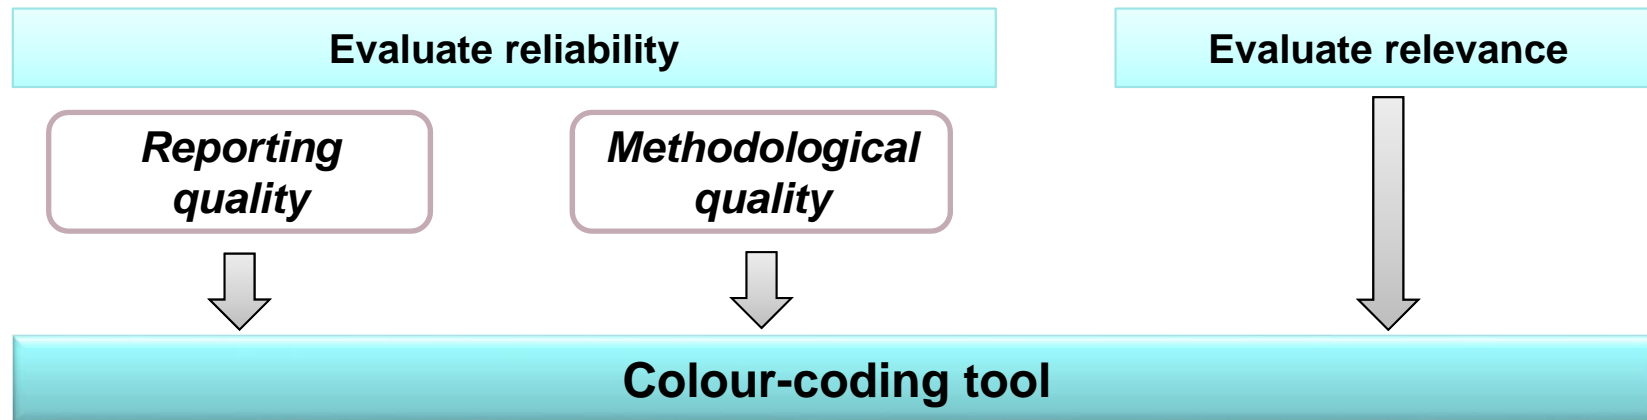 Evaluate reliability
Evaluate relevance
Reporting
quality
Methodological
quality
Colour-coding tool